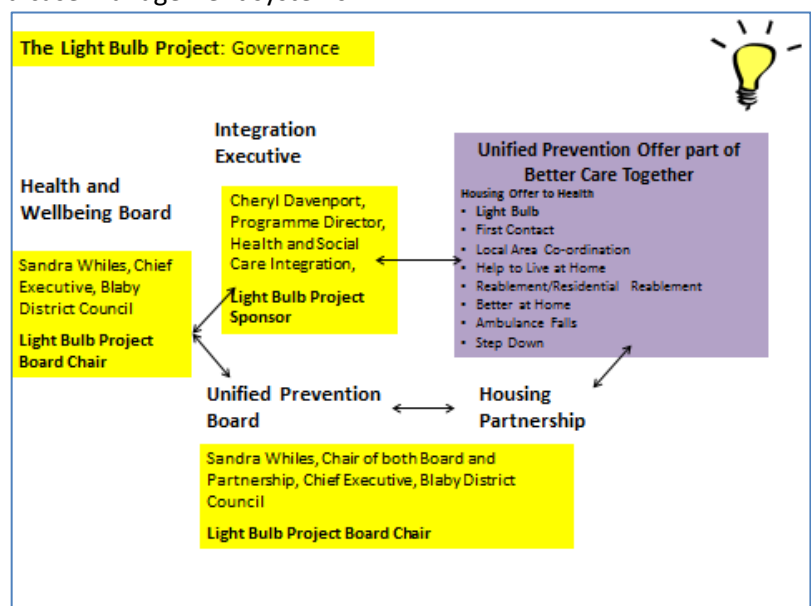 The Light Bulb Project: Governance
Integration
Executive
Health and
Wellbeing Board
Cheryl Davenport,
Programme Director,
Health and Social
Care Integration,
Light Bulb Project
Sponsor
Sandra Whiles, Chief
Executive, Blaby
District Council
Light Bulb Project
Board Chair
Unified Prevention Offer part of
Better Care Together
Housing Offer to Health
• Light Bulb
• First Contact
• Local Area Co-ordination
• Help to Live at Home
• Reablement/Residential Reablement
• Better at Home
• Ambulance Falls
• Step Down
Unified Prevention
Board
Housing
Partnership
Sandra Whiles, Chair of both Board and
Partnership, Chief Executive, Blaby District
Council
Light Bulb Project Board Chair